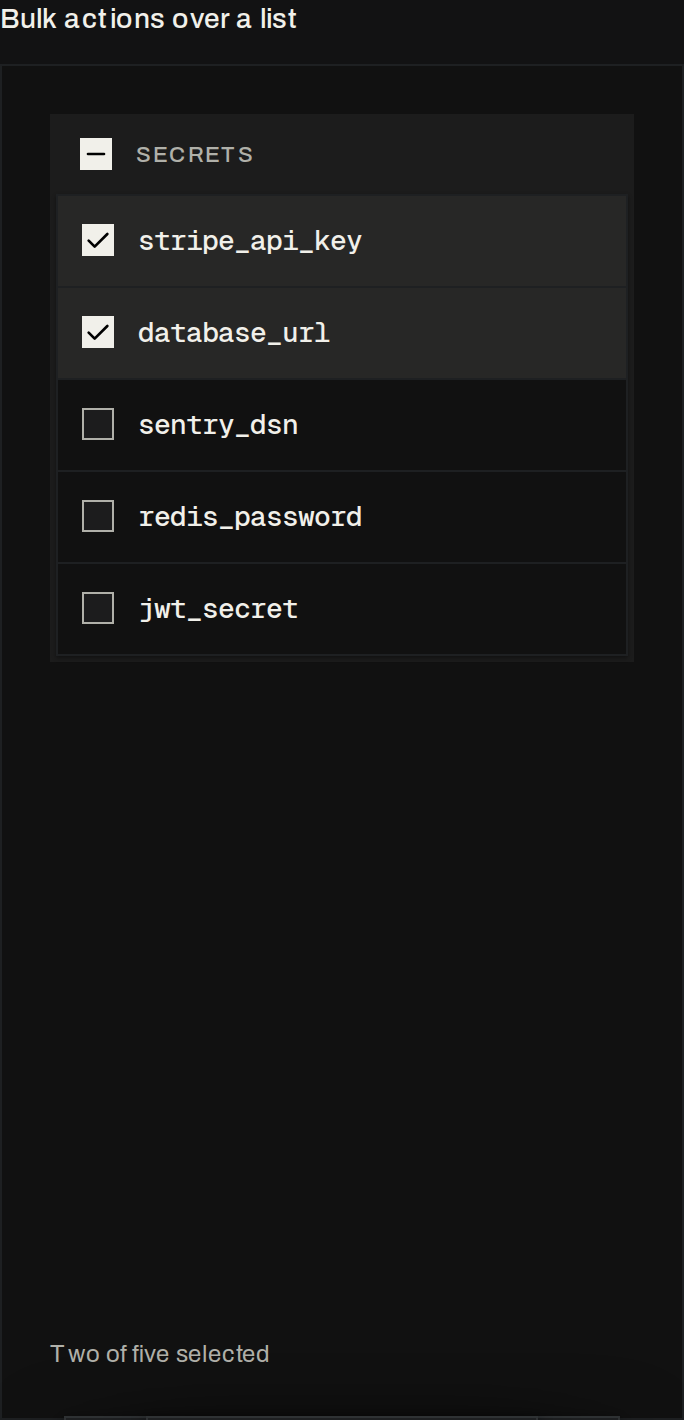 Bulk actions over a list
SECRETS
stripe_api_key
database_url
sentry_dsn
redis_password
jwt_secret
Two of five selected